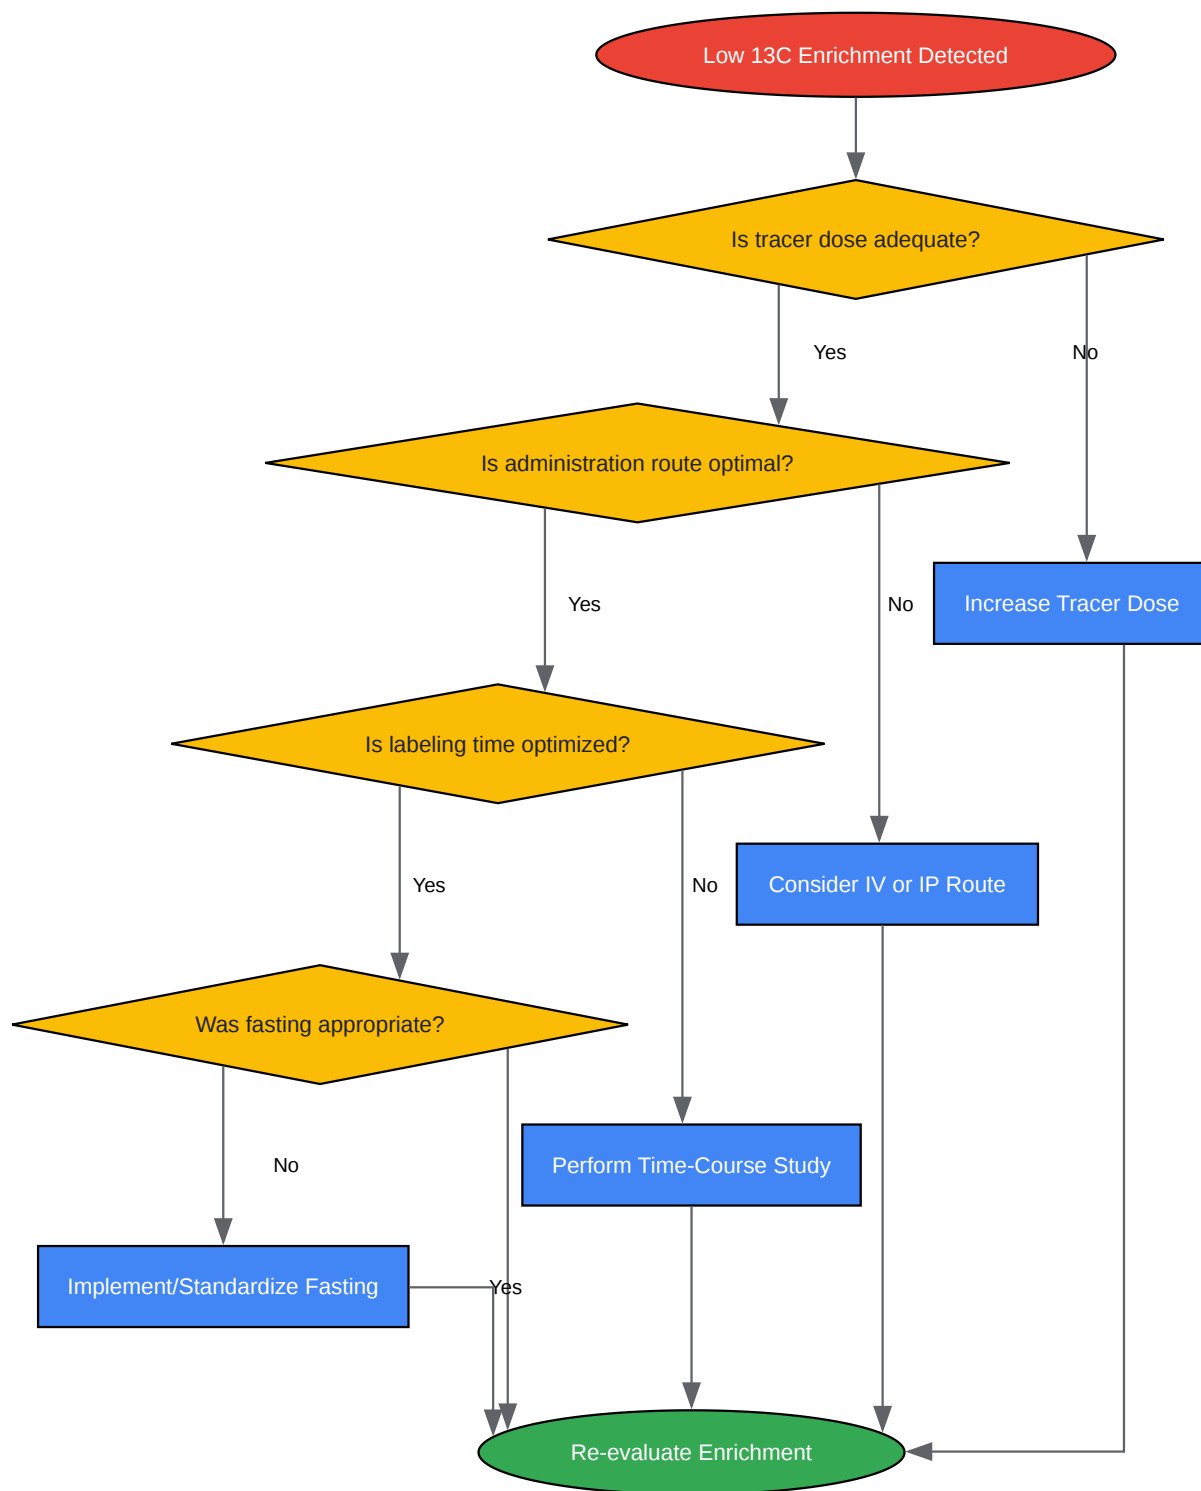 Low 13C Enrichment Detected
Is tracer dose adequate?
Yes
No
Is administration route optimal?
Yes
No
Increase Tracer Dose
Is labeling time optimized?
Yes
No
Consider IV or IP Route
Was fasting appropriate?
No
Perform Time-Course Study
Implement/Standardize Fasting
Yes
Re-evaluate Enrichment